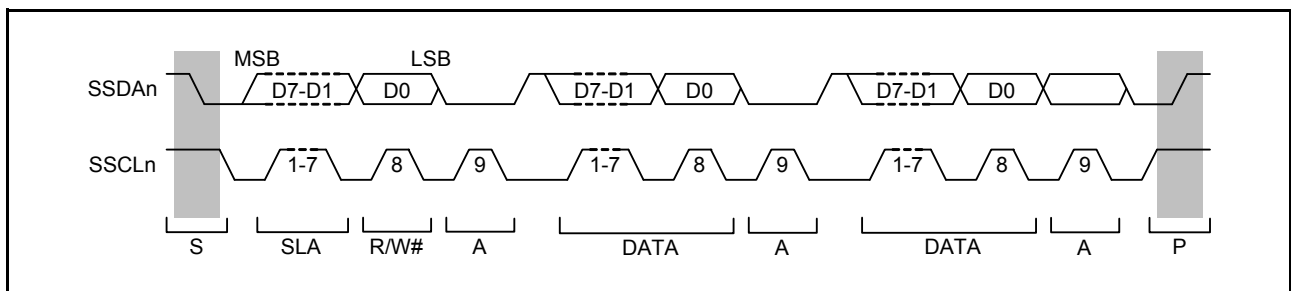 MSB LSB
SSDAn D7-D1 D0 D7-D1 D0 D7-D1 D0
SSCLn 1-7 8 9 1-7 8 9 1-7 8 9
S SLA R/W# A DATA A DATA A P